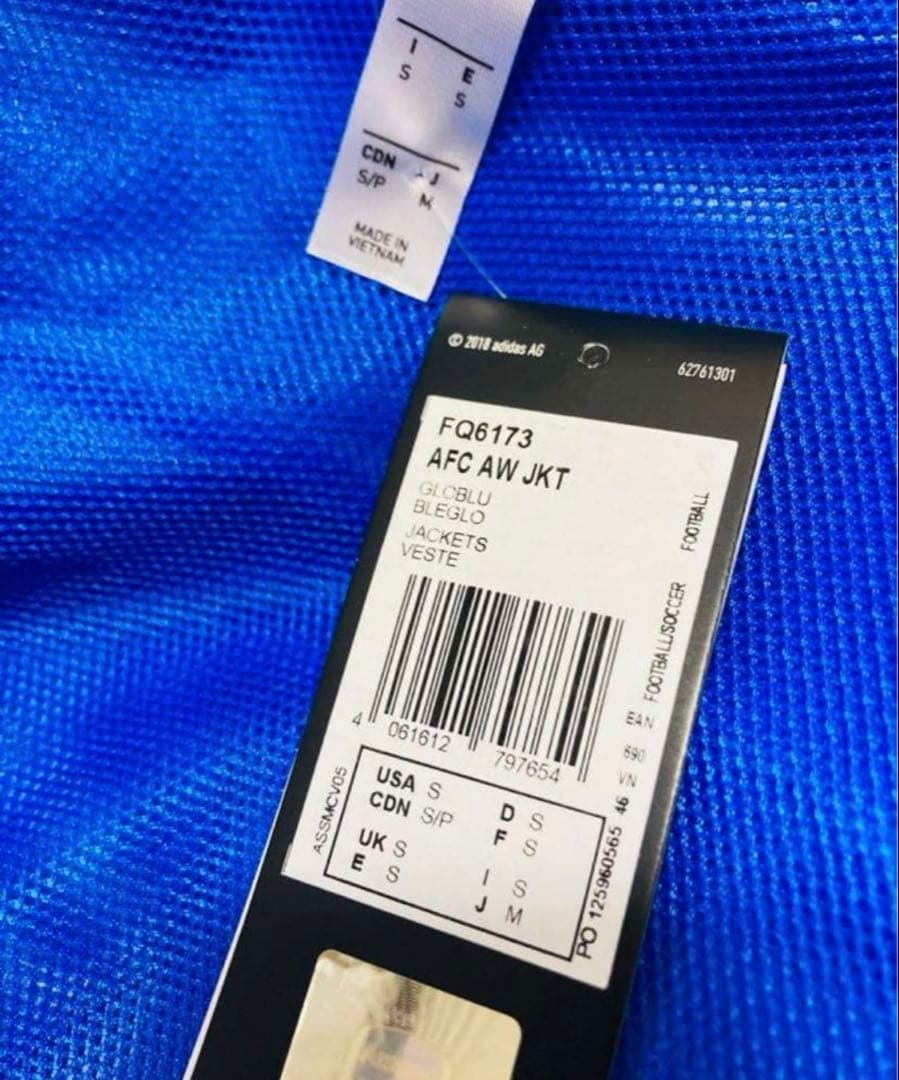 I E
S S
CDN J
S/P M
MADE IN
VIETNAM
© 2018 adidas AG
62761301
FQ6173
AFC AW JKT
GLOBLU
BLEGLO
JACKETS
VESTE
FOOTBALL/SOCCER FOOTBALL
4 061612 797654
EAN
690
VN
46
ASSMCV05
USA S D S
CDN S/P F S
UK S I S
E S J M
PO 125960565